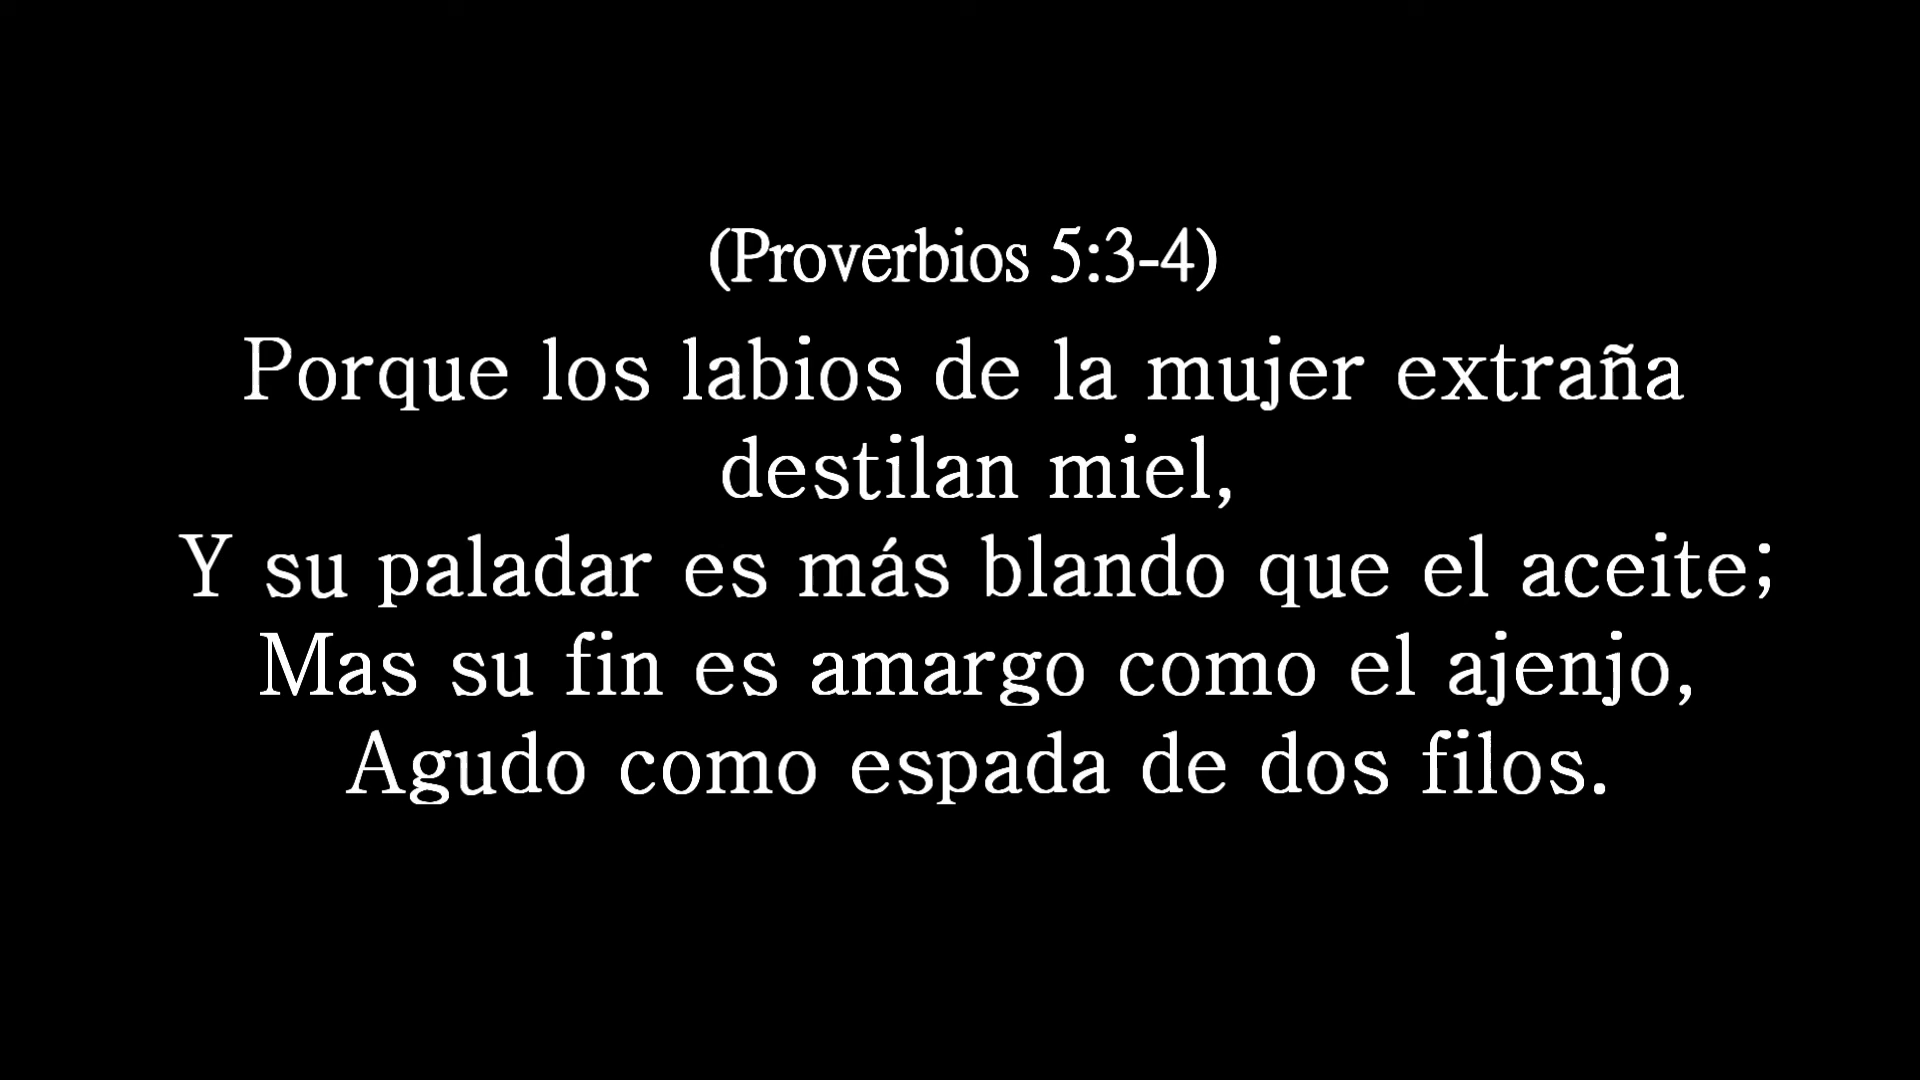 (Proverbios 5:3-4)
Porque los labios de la mujer extraña
destilan miel,
Y su paladar es más blando que el aceite;
Mas su fin es amargo como el ajenjo,
Agudo como espada de dos filos.